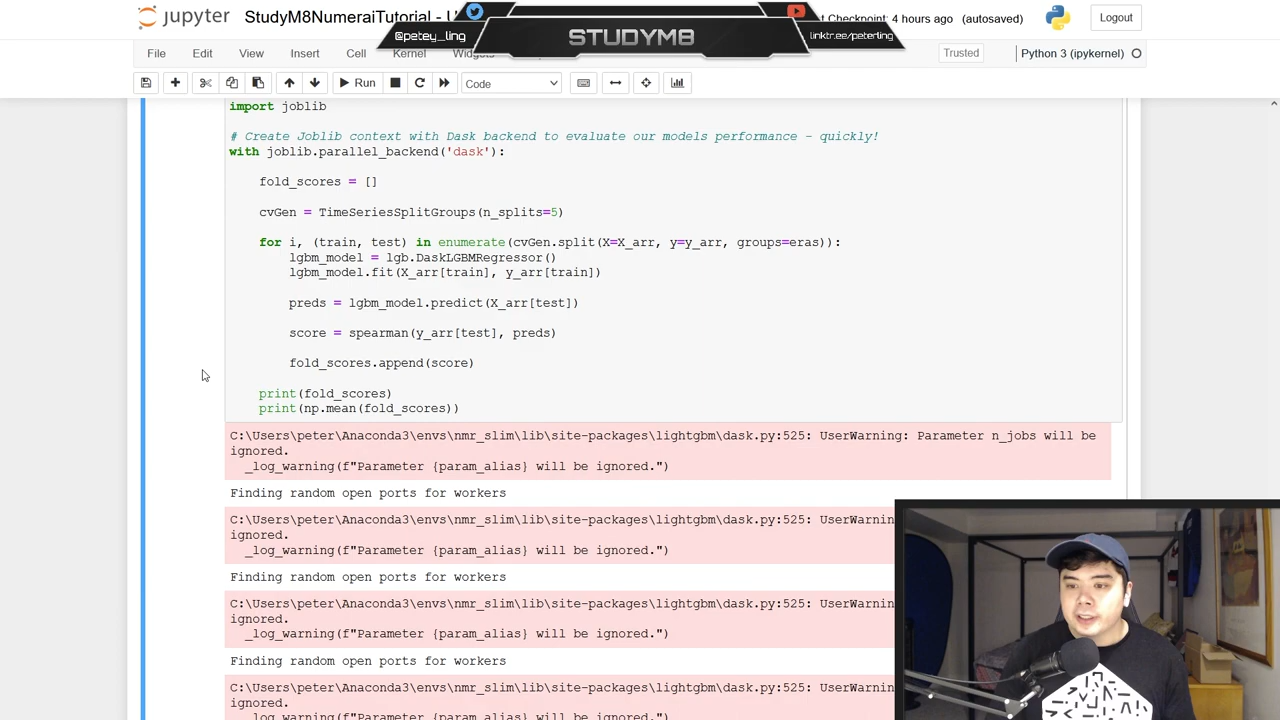 jupyter StudyM8NumeraiTutorial - U
t Checkpoint: 4 hours ago (autosaved)
Logout
@petey_ling
STUDYM8
linktr.ee/peterling
File Edit View Insert Cell Kernel Widgets
Trusted
Python 3 (ipykernel)
Run
Code
import joblib
# Create Joblib context with Dask backend to evaluate our models performance - quickly!
with joblib.parallel_backend('dask'):
fold_scores = []
cvGen = TimeSeriesSplitGroups(n_splits=5)
for i, (train, test) in enumerate(cvGen.split(X=X_arr, y=y_arr, groups=eras)):
lgbm_model = lgb.DaskLGBMRegressor()
lgbm_model.fit(X_arr[train], y_arr[train])
preds = lgbm_model.predict(X_arr[test])
score = spearman(y_arr[test], preds)
fold_scores.append(score)
print(fold_scores)
print(np.mean(fold_scores))
C:\Users\peter\Anaconda3\envs\nmr_slim\lib\site-packages\lightgbm\dask.py:525: UserWarning: Parameter n_jobs will be
ignored.
_log_warning(f"Parameter {param_alias} will be ignored.")
Finding random open ports for workers
C:\Users\peter\Anaconda3\envs\nmr_slim\lib\site-packages\lightgbm\dask.py:525: UserWarnin
ignored.
_log_warning(f"Parameter {param_alias} will be ignored.")
Finding random open ports for workers
C:\Users\peter\Anaconda3\envs\nmr_slim\lib\site-packages\lightgbm\dask.py:525: UserWarnin
ignored.
_log_warning(f"Parameter {param_alias} will be ignored.")
Finding random open ports for workers
C:\Users\peter\Anaconda3\envs\nmr_slim\lib\site-packages\lightgbm\dask.py:525: UserWarnin
ignored.
_log_warning(f"Parameter {param_alias} will be ignored.")